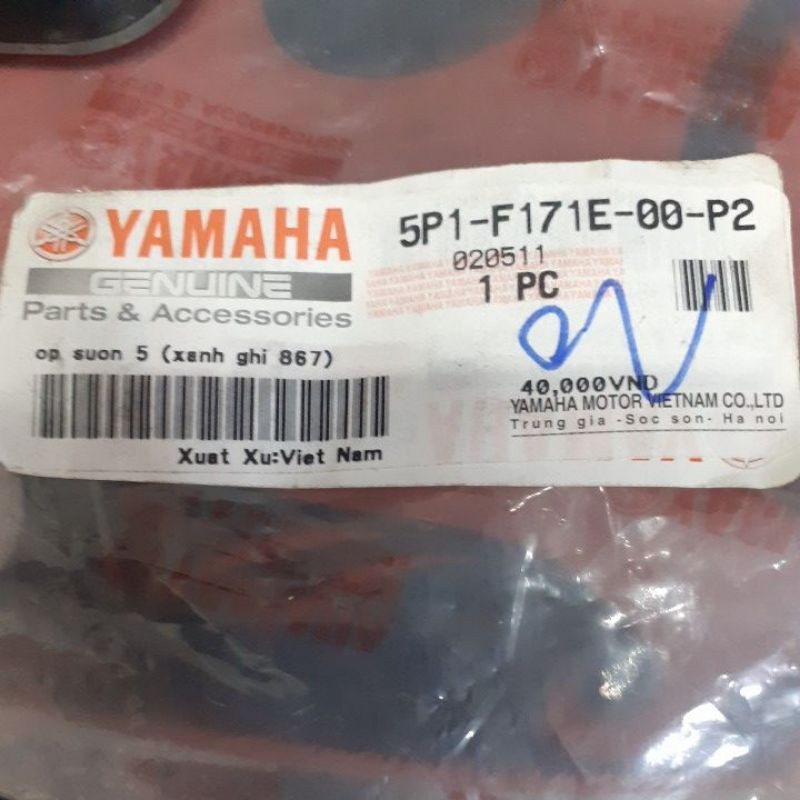 YAMAHA
GENUINE
Parts & Accessories
5P1-F171E-00-P2
020511
1 PC
op suon 5 (xanh ghi 867)
40,000VND
YAMAHA MOTOR VIETNAM CO.,LTD
Trung gia -Soc son- Ha noi
Xuat Xu:Viet Nam